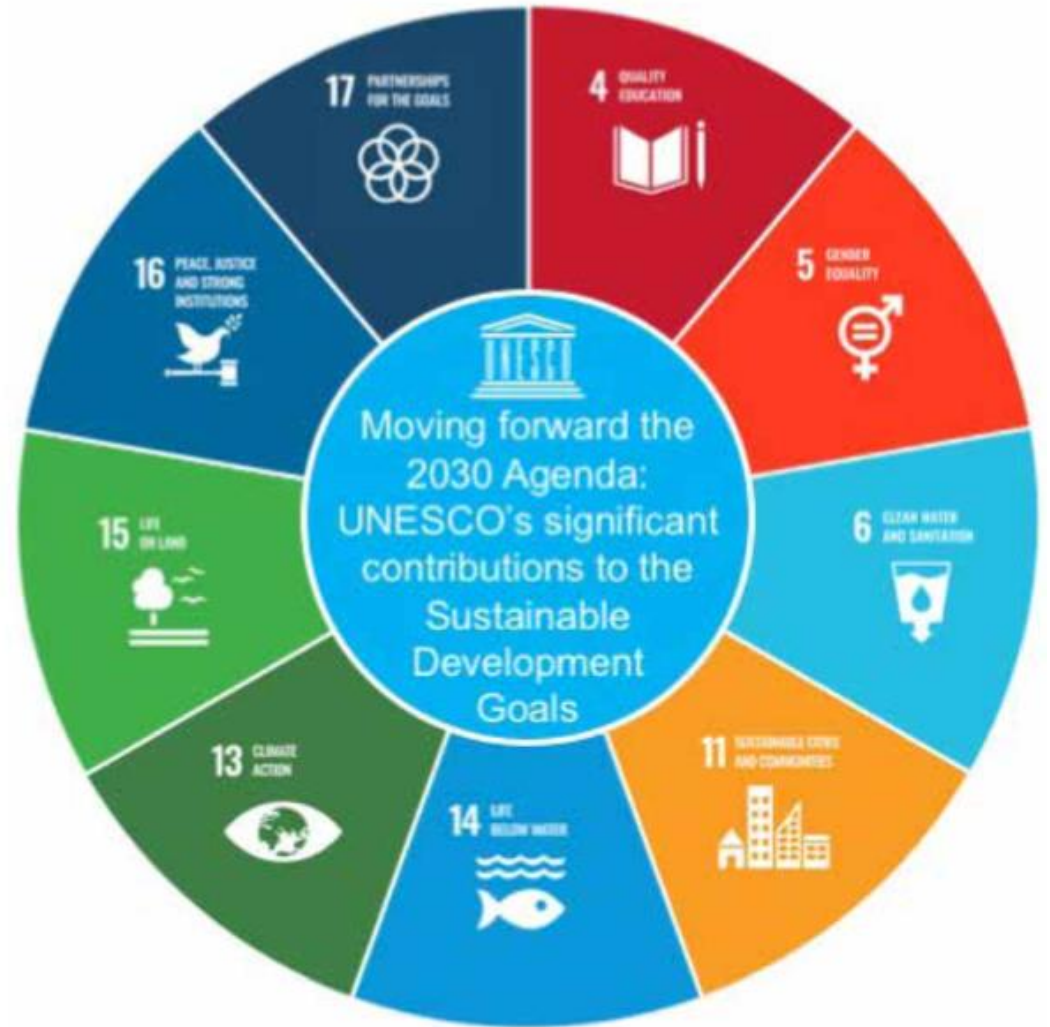 17 PARTNERSHIPS
FOR THE GOALS
4 QUALITY
EDUCATION
16 PEACE, JUSTICE
AND STRONG
INSTITUTIONS
5 GENDER
EQUALITY
UNESCO
Moving forward the
2030 Agenda:
UNESCO's significant
contributions to the
Sustainable
Development
Goals
15 LIFE
ON LAND
6 CLEAN WATER
AND SANITATION
13 CLIMATE
ACTION
14 LIFE
BELOW WATER
11 SUSTAINABLE CITIES
AND COMMUNITIES